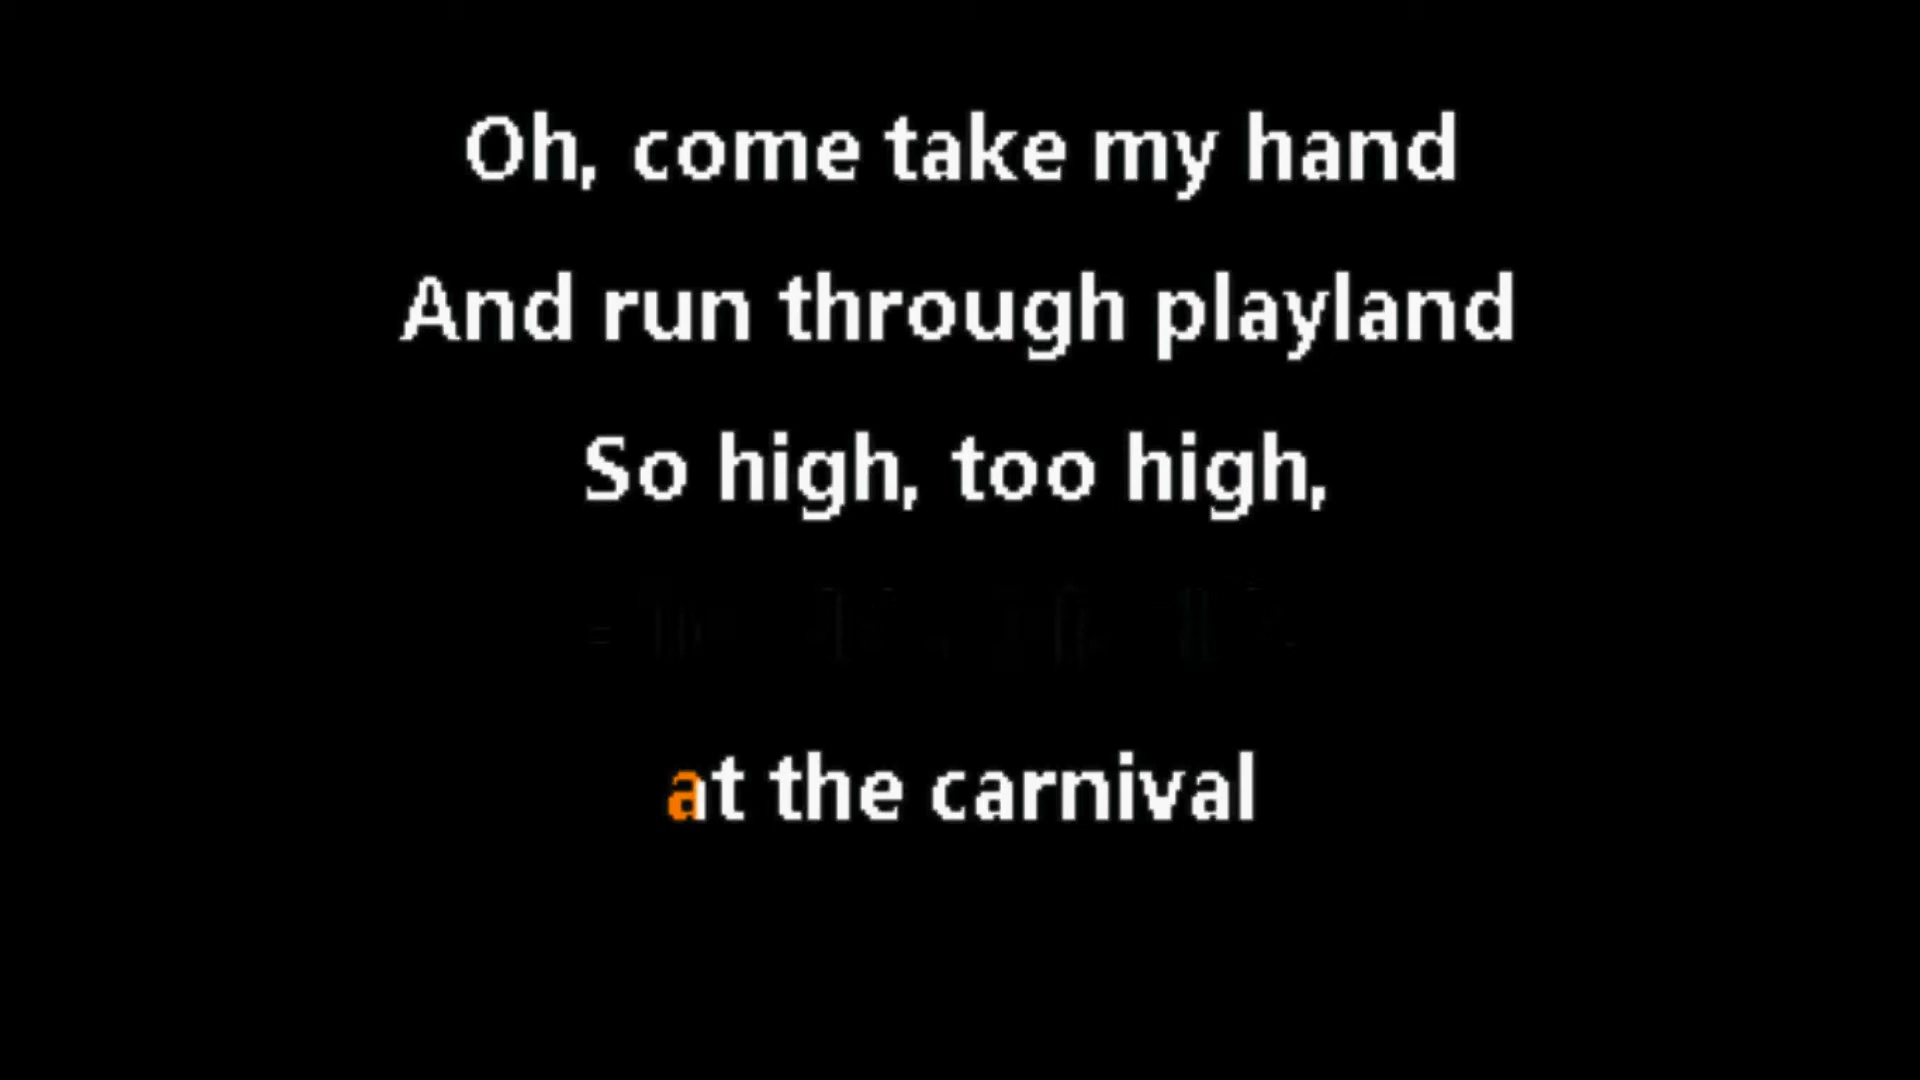 Oh, come take my hand
And run through playland
So high, too high,
at the carnival